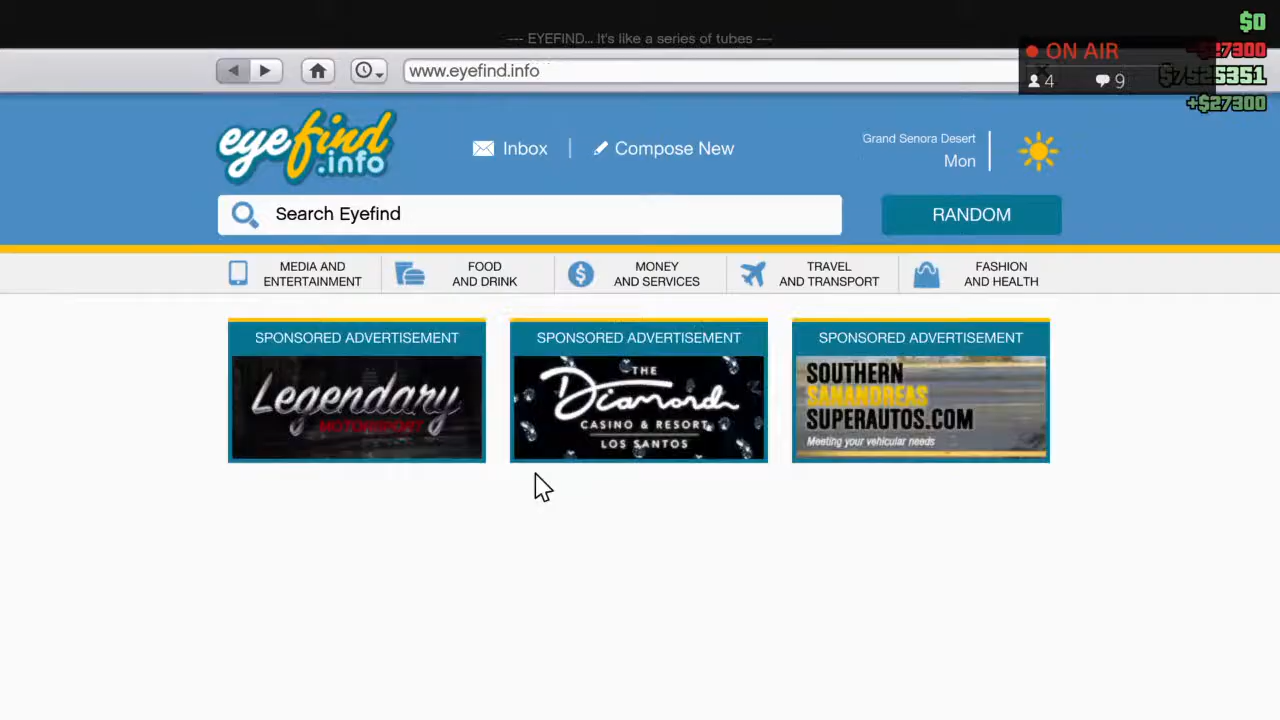 $0
--- EYEFIND... It's like a series of tubes ---
ON AIR
-$27300
www.eyefind.info
$7525351
4
9
+$27300
eyefind.info
Inbox
Compose New
Grand Senora Desert
Mon
Search Eyefind
RANDOM
MEDIA AND
ENTERTAINMENT
FOOD
AND DRINK
MONEY
AND SERVICES
TRAVEL
AND TRANSPORT
FASHION
AND HEALTH
SPONSORED ADVERTISEMENT
Legendary
MOTORSPORT
SPONSORED ADVERTISEMENT
THE
Diamond
CASINO & RESORT
LOS SANTOS
SPONSORED ADVERTISEMENT
SOUTHERN
SANANDREAS
SUPERAUTOS.COM
Meeting your vehicular needs